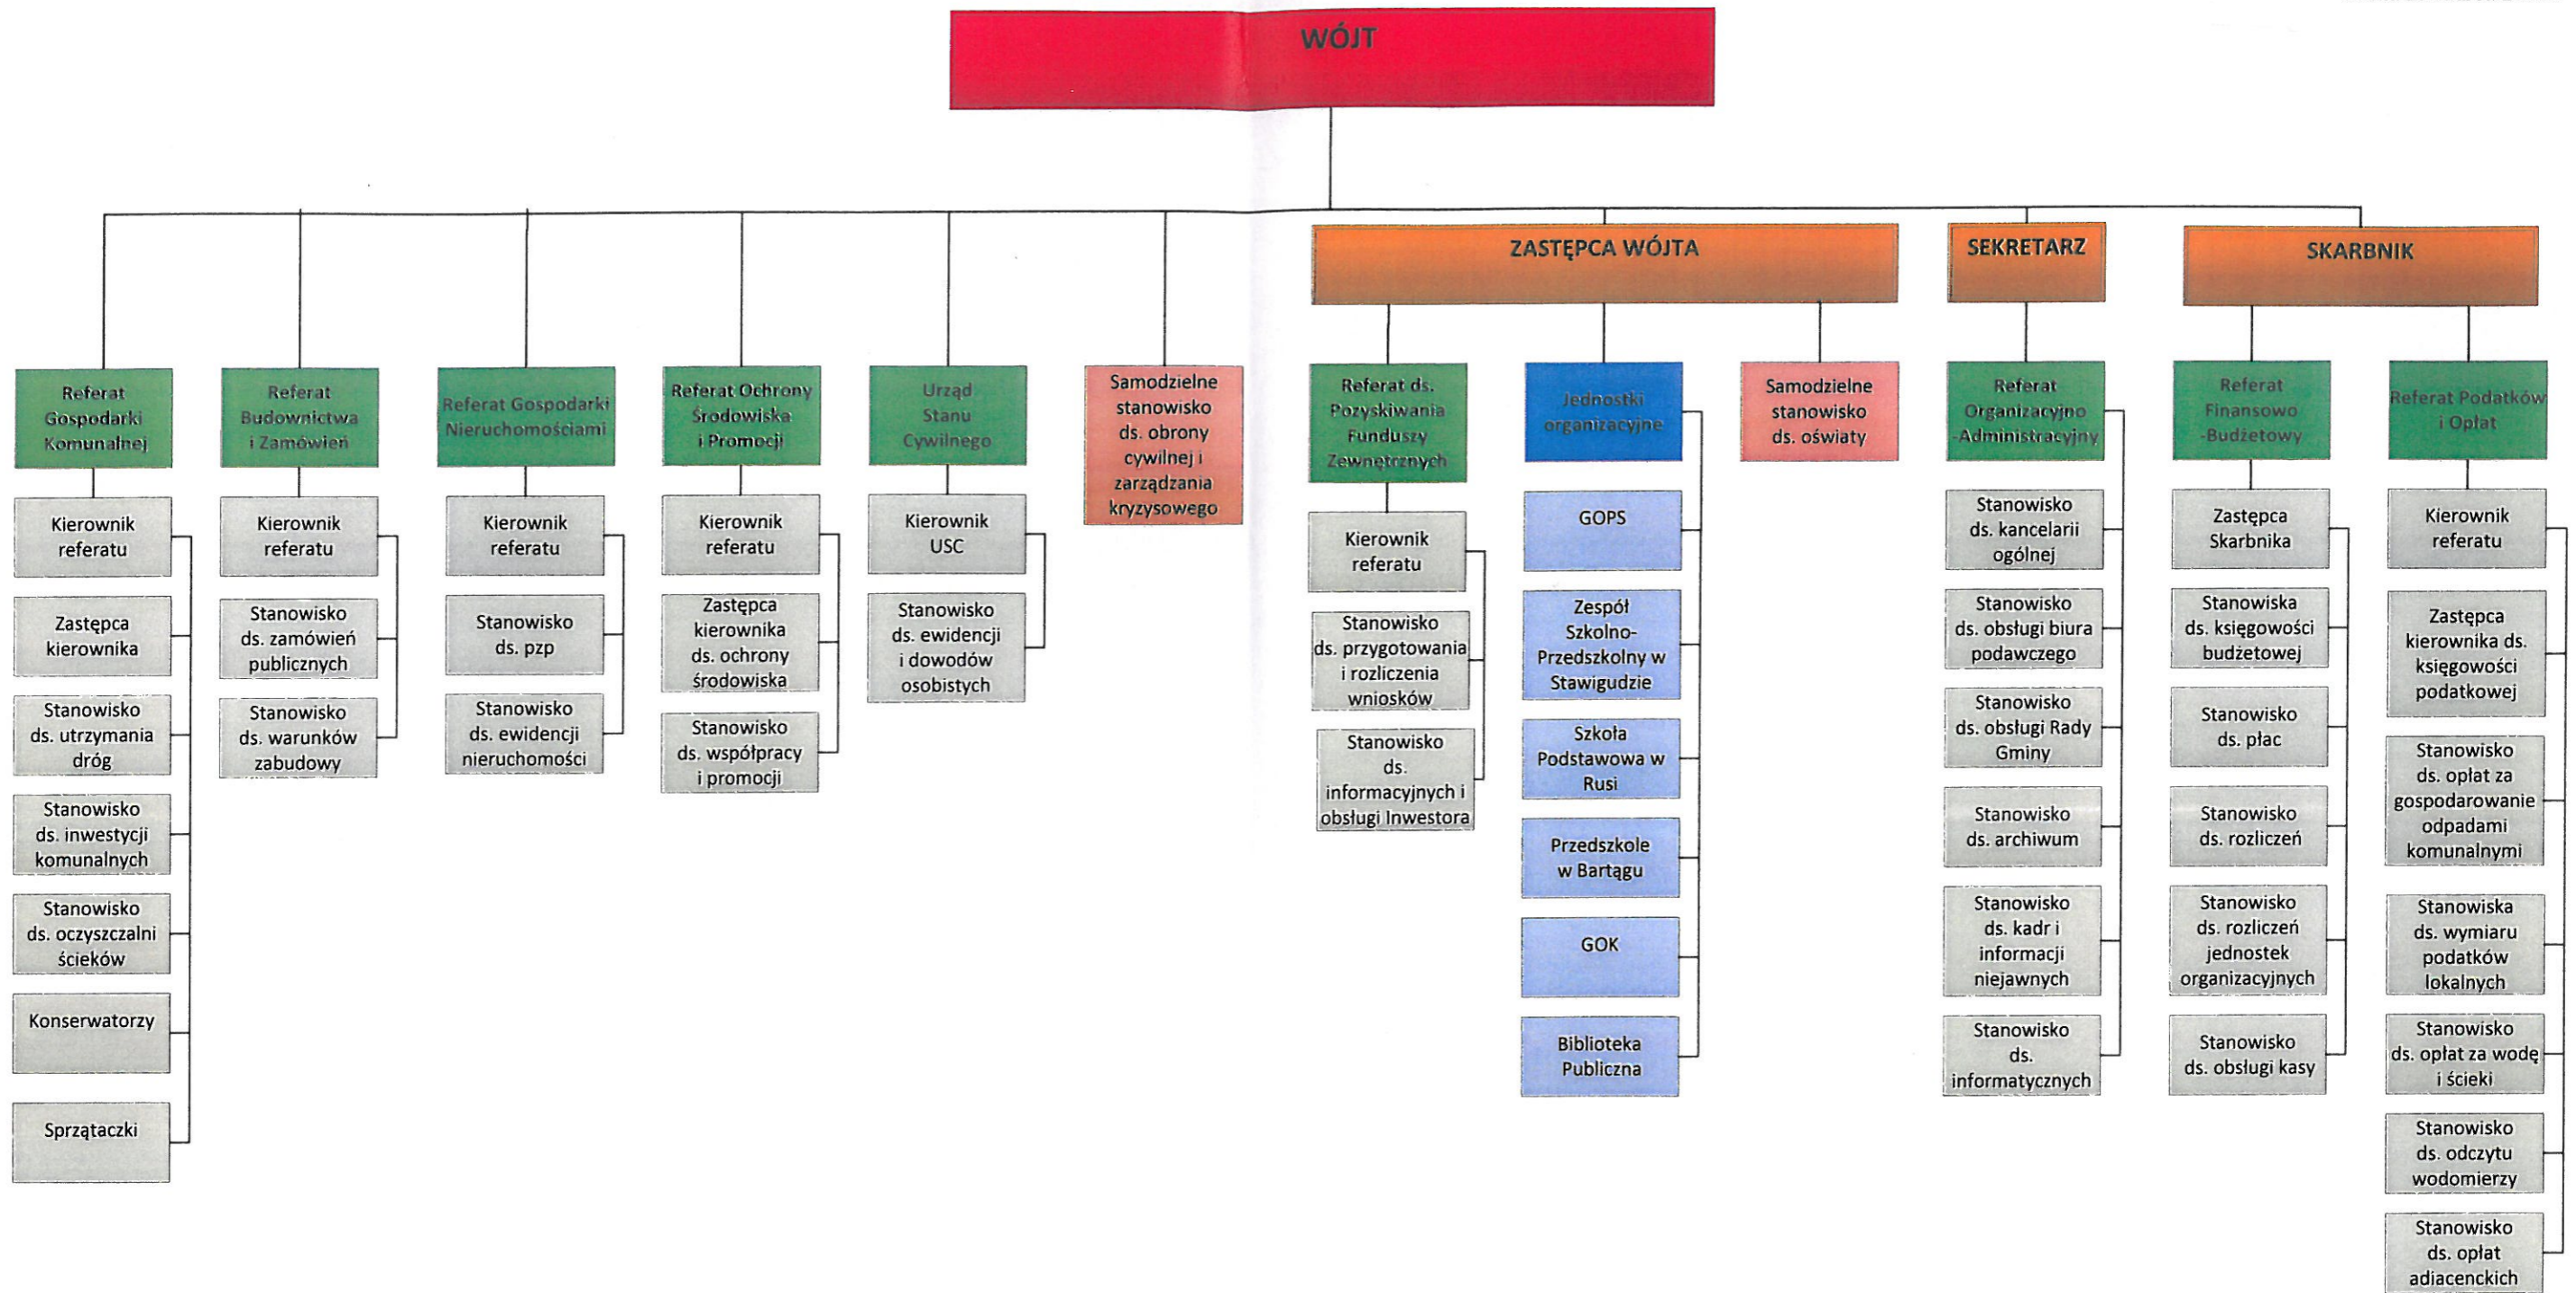 WÓJT
ZASTĘPCA WÓJTA
SEKRETARZ
SKARBNIK
Referat
Gospodarki
Komunalnej
Kierownik
referatu
Zastępca
kierownika
Stanowisko
ds. utrzymania
dróg
Stanowisko
ds. inwestycji
komunalnych
Stanowisko
ds. oczyszczalni
ścieków
Konserwatorzy
Sprzątaczki
Referat
Budownictwa
i Zamówień
Kierownik
referatu
Stanowisko
ds. zamówień
publicznych
Stanowisko
ds. warunków
zabudowy
Referat Gospodarki
Nieruchomościami
Kierownik
referatu
Stanowisko
ds. pzp
Stanowisko
ds. ewidencji
nieruchomości
Referat Ochrony
Środowiska
i Promocji
Kierownik
referatu
Zastępca
kierownika
ds. ochrony
środowiska
Stanowisko
ds. współpracy
i promocji
Urząd
Stanu
Cywilnego
Kierownik
USC
Stanowisko
ds. ewidencji
i dowodów
osobistych
Samodzielne
stanowisko
ds. obrony
cywilnej i
zarządzania
kryzysowego
Referat ds.
Pozyskiwania
Funduszy
Zewnętrznych
Kierownik
referatu
Stanowisko
ds. przygotowania
i rozliczenia
wniosków
Stanowisko
ds.
informacyjnych i
obsługi Inwestora
Jednostki
organizacyjne
GOPS
Zespół
Szkolno-
Przedszkolny w
Stawigudzie
Szkoła
Podstawowa w
Rusi
Przedszkole
w Bartągu
GOK
Biblioteka
Publiczna
Samodzielne
stanowisko
ds. oświaty
Referat
Organizacyjno
-Administracyjny
Stanowisko
ds. kancelarii
ogólnej
Stanowisko
ds. obsługi biura
podawczego
Stanowisko
ds. obsługi Rady
Gminy
Stanowisko
ds. archiwum
Stanowisko
ds. kadr i
informacji
niejawnych
Stanowisko
ds.
informatycznych
Referat
Finansowo
-Budżetowy
Zastępca
Skarbnika
Stanowiska
ds. księgowości
budżetowej
Stanowisko
ds. płac
Stanowisko
ds. rozliczeń
Stanowisko
ds. rozliczeń
jednostek
organizacyjnych
Stanowisko
ds. obsługi kasy
Referat Podatków
i Opłat
Kierownik
referatu
Zastępca
kierownika ds.
księgowości
podatkowej
Stanowisko
ds. opłat za
gospodarowanie
odpadami
komunalnymi
Stanowiska
ds. wymiaru
podatków
lokalnych
Stanowisko
ds. opłat za wodę
i ścieki
Stanowisko
ds. odczytu
wodomierzy
Stanowisko
ds. opłat
adiacenckich